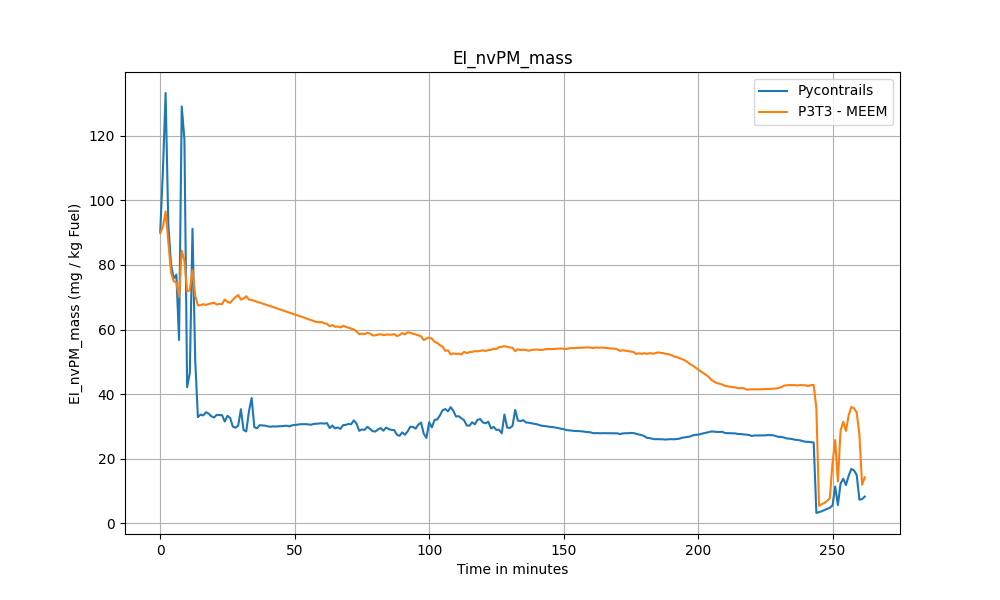 EI_nvPM_mass
Pycontrails
P3T3 - MEEM
EI_nvPM_mass (mg / kg Fuel)
120
100
80
60
40
20
0
0 50 100 150 200 250
Time in minutes